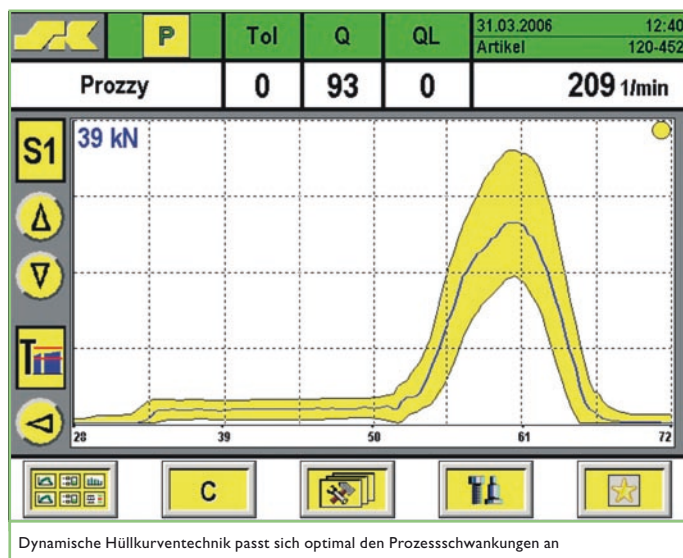 P Tol Q QL 31.03.2006 12:40
Artikel 120-452
Prozzy 0 93 0 209 1/min
S1 39 kN
T
28 39 50 61 72
C
Dynamische Hüllkurventechnik passt sich optimal den Prozessschwankungen an